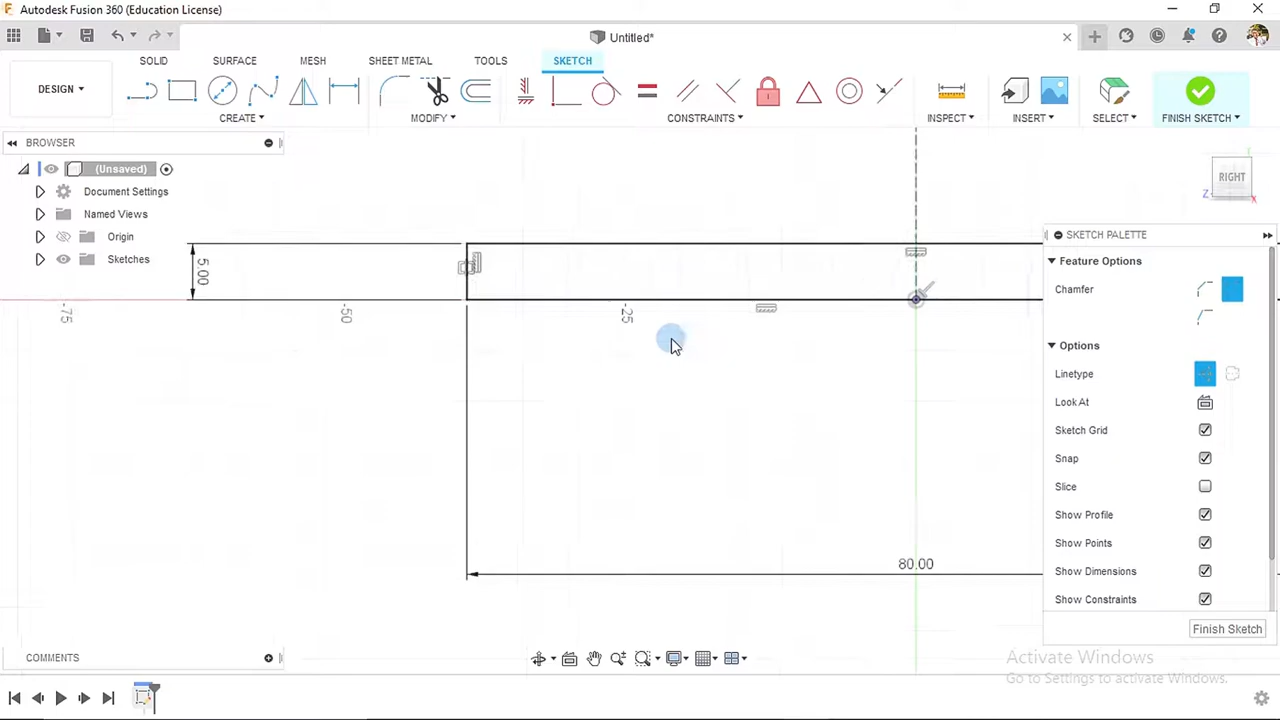 Autodesk Fusion 360 (Education License)
Untitled*
SOLID SURFACE MESH SHEET METAL TOOLS SKETCH
DESIGN
CREATE MODIFY CONSTRAINTS INSPECT INSERT SELECT FINISH SKETCH
BROWSER
(Unsaved)
Document Settings
Named Views
Origin
Sketches
RIGHT
Z
Y
X
5.00
-75
-50
-25
80.00
SKETCH PALETTE
Feature Options
Chamfer
Options
Linetype
Look At
Sketch Grid
Snap
Slice
Show Profile
Show Points
Show Dimensions
Show Constraints
Finish Sketch
COMMENTS
Activate Windows
Go to Settings to activate Windows.